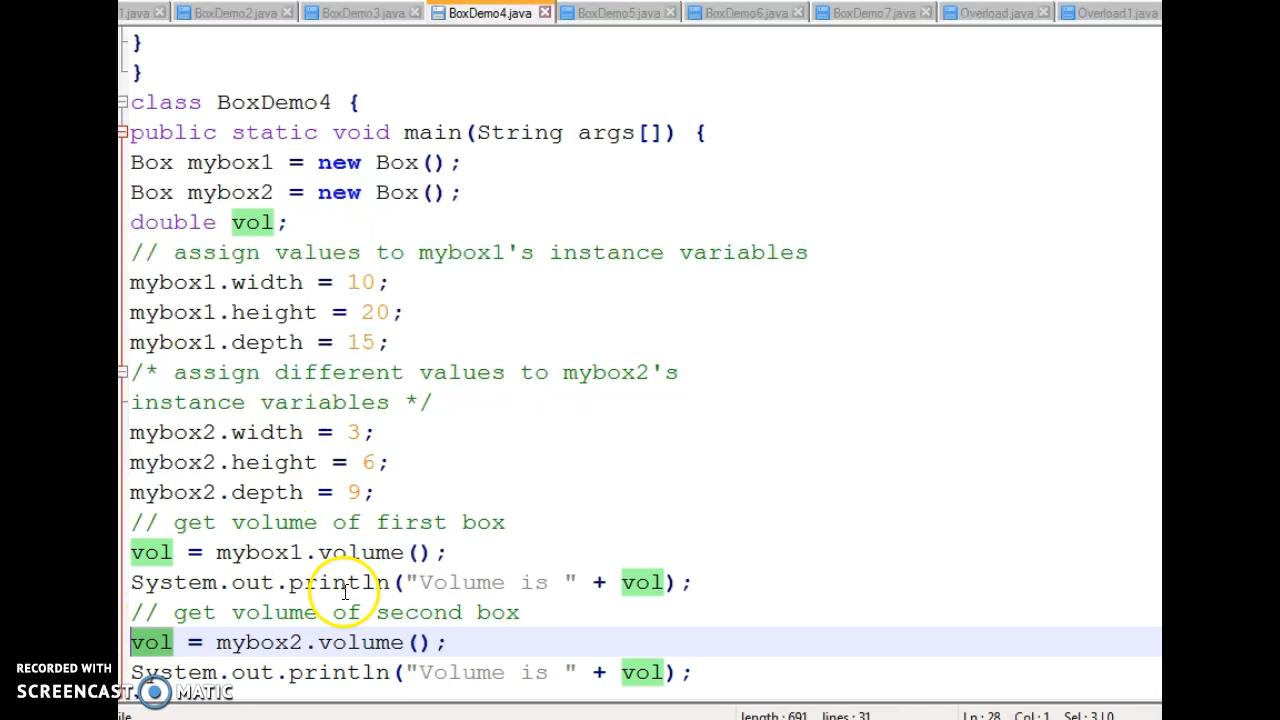 1.java BoxDemo2.java BoxDemo3.java BoxDemo4.java BoxDemo5.java BoxDemo6.java BoxDemo7.java Overload.java Overload1.java
}
}
class BoxDemo4 {
public static void main(String args[]) {
Box mybox1 = new Box();
Box mybox2 = new Box();
double vol;
// assign values to mybox1's instance variables
mybox1.width = 10;
mybox1.height = 20;
mybox1.depth = 15;
/* assign different values to mybox2's
instance variables */
mybox2.width = 3;
mybox2.height = 6;
mybox2.depth = 9;
// get volume of first box
vol = mybox1.volume();
System.out.println("Volume is " + vol);
// get volume of second box
vol = mybox2.volume();
System.out.println("Volume is " + vol);
RECORDED WITH
SCREENCAST MATIC
length : 691 lines : 31 Ln : 28 Col : 1 Sel : 3 | 0